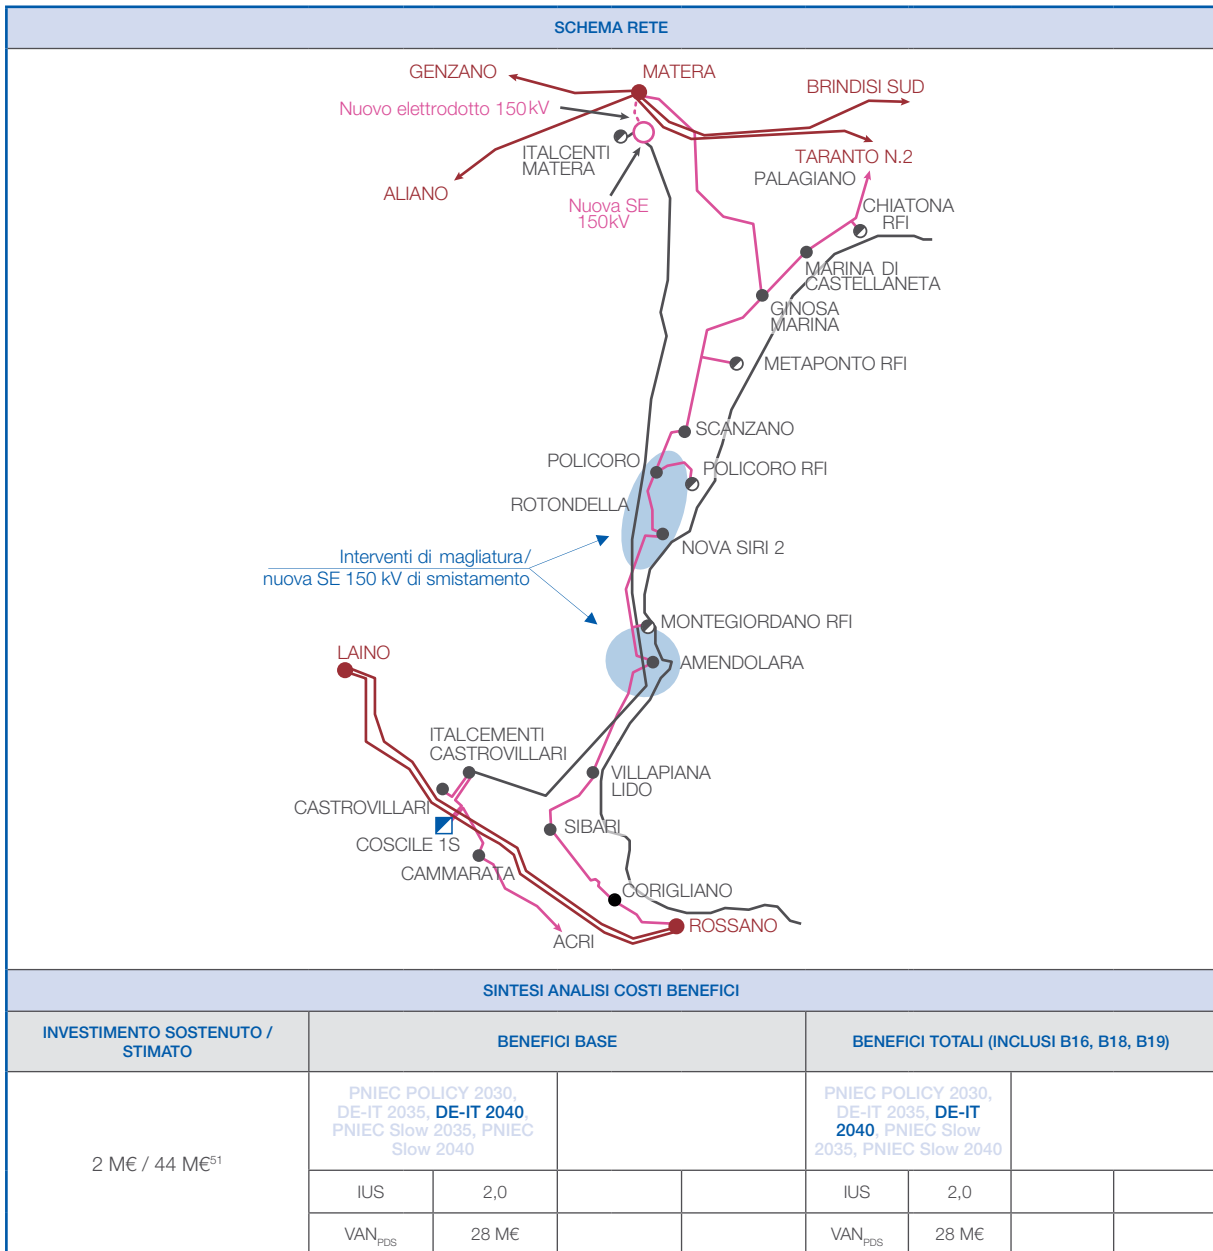 SCHEMA RETE
GENZANO
MATERA
BRINDISI SUD
Nuovo elettrodotto 150kV
ITALCENTI
MATERA
TARANTO N.2
PALAGIANO
ALIANO
Nuova SE
150kV
CHIATONA
RFI
MARINA DI
CASTELLANETA
GINOSA
MARINA
METAPONTO RFI
SCANZANO
POLICORO
POLICORO RFI
ROTONDELLA
NOVA SIRI 2
Interventi di magliatura/
nuova SE 150 kV di smistamento
MONTEGIORDANO RFI
LAINO
AMENDOLARA
ITALCEMENTI
CASTROVILLARI
VILLAPIANA
LIDO
CASTROVILLARI
SIBARI
COSCILE 1S
CAMMARATA
CORIGLIANO
ROSSANO
ACRI
SINTESI ANALISI COSTI BENEFICI
INVESTIMENTO SOSTENUTO /
STIMATO
BENEFICI BASE
BENEFICI TOTALI (INCLUSI B16, B18, B19)
2 M€ / 44 M€51
PNIEC POLICY 2030,
DE-IT 2035, DE-IT 2040,
PNIEC Slow 2035, PNIEC
Slow 2040
PNIEC POLICY 2030,
DE-IT 2035, DE-IT
2040, PNIEC Slow
2035, PNIEC Slow 2040
IUS 2,0 IUS 2,0
VANPDS 28 M€ VANPDS 28 M€